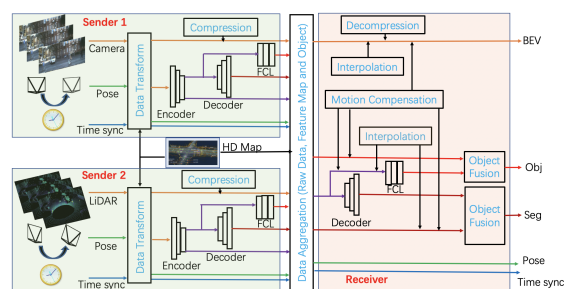 Sender 1
Camera
Pose
Time sync
Data Transform
Compression
Encoder
Decoder
FCL
HD Map
Sender 2
LiDAR
Pose
Time sync
Data Transform
Compression
Encoder
Decoder
FCL
Data Aggregation (Raw Data, Feature Map and Object)
Decompression
Interpolation
Motion Compensation
Interpolation
Decoder
FCL
Object
Fusion
Object
Fusion
Receiver
BEV
Obj
Seg
Pose
Time sync